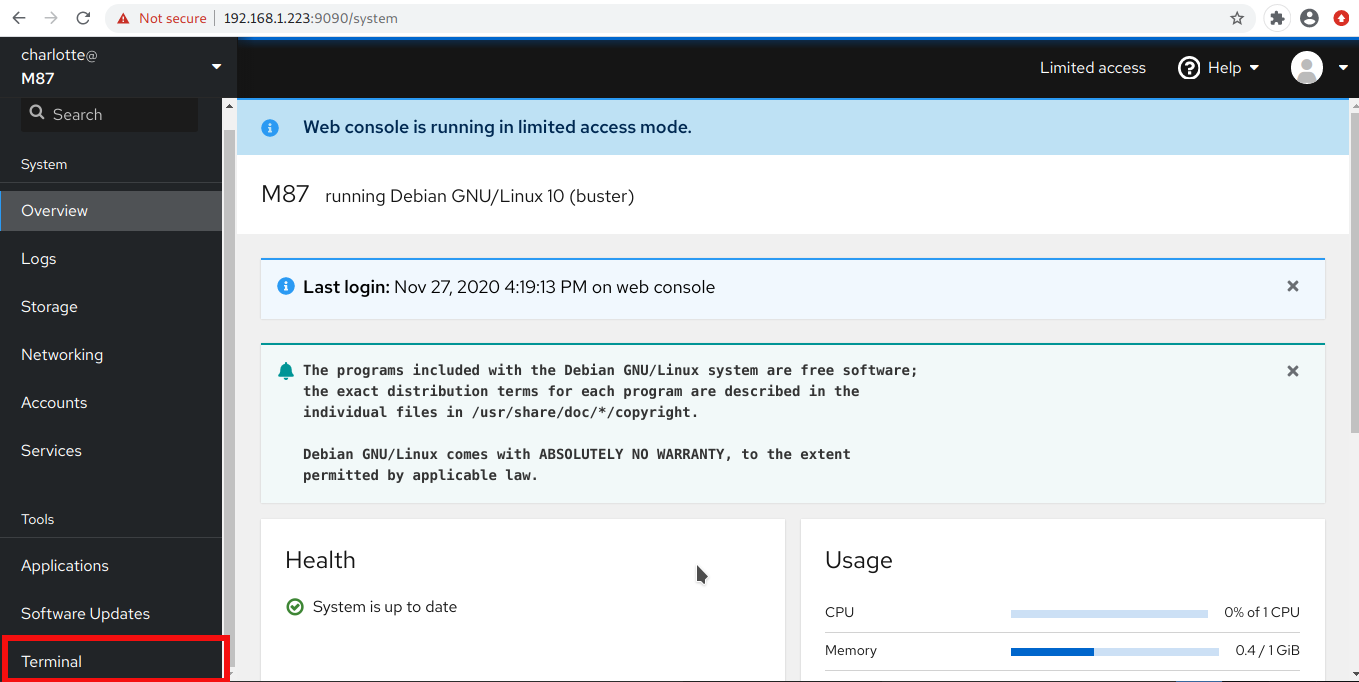 Not secure 192.168.1.223:9090/system
charlotte@
M87
Limited access
Help
Search
System
Overview
Logs
Storage
Networking
Accounts
Services
Tools
Applications
Software Updates
Terminal
Web console is running in limited access mode.
M87 running Debian GNU/Linux 10 (buster)
Last login: Nov 27, 2020 4:19:13 PM on web console
The programs included with the Debian GNU/Linux system are free software;
the exact distribution terms for each program are described in the
individual files in /usr/share/doc/*/copyright.
Debian GNU/Linux comes with ABSOLUTELY NO WARRANTY, to the extent
permitted by applicable law.
Health
System is up to date
Usage
CPU 0% of 1 CPU
Memory 0.4 / 1 GiB